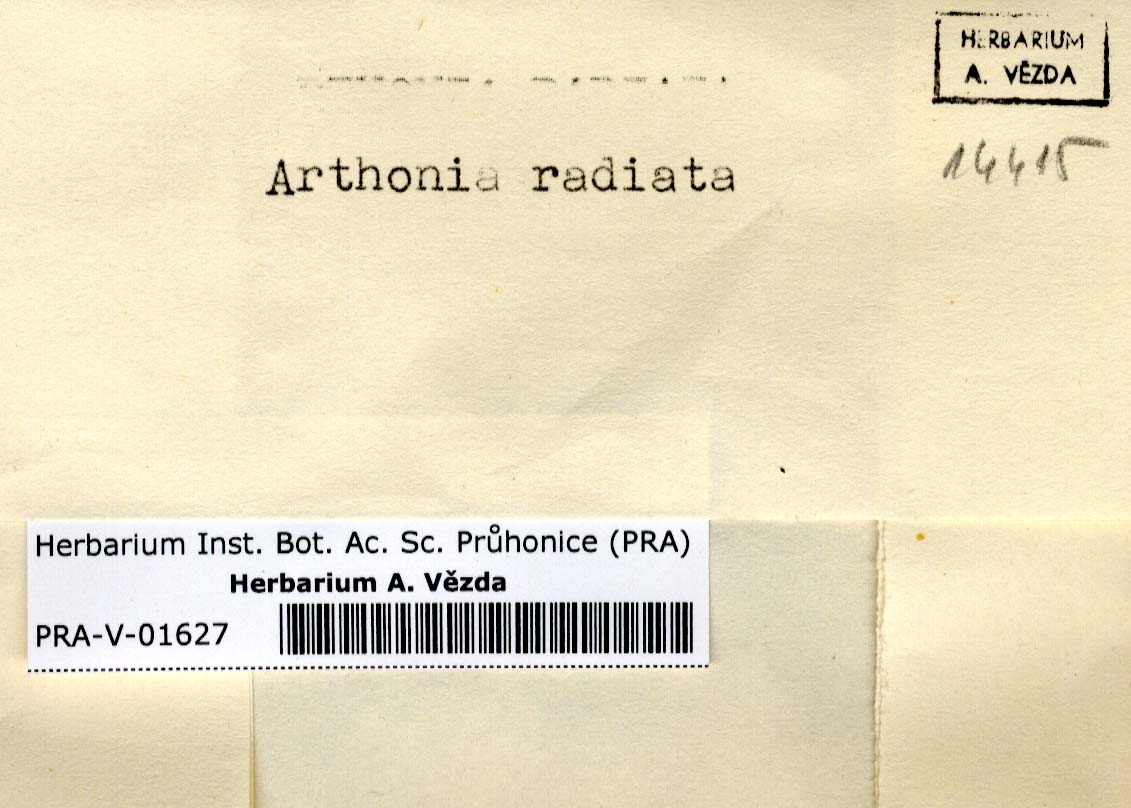 HERBARIUM
A. VĚZDA
14415
Arthonia radiata
Herbarium Inst. Bot. Ac. Sc. Průhonice (PRA)
Herbarium A. Vězda
PRA-V-01627